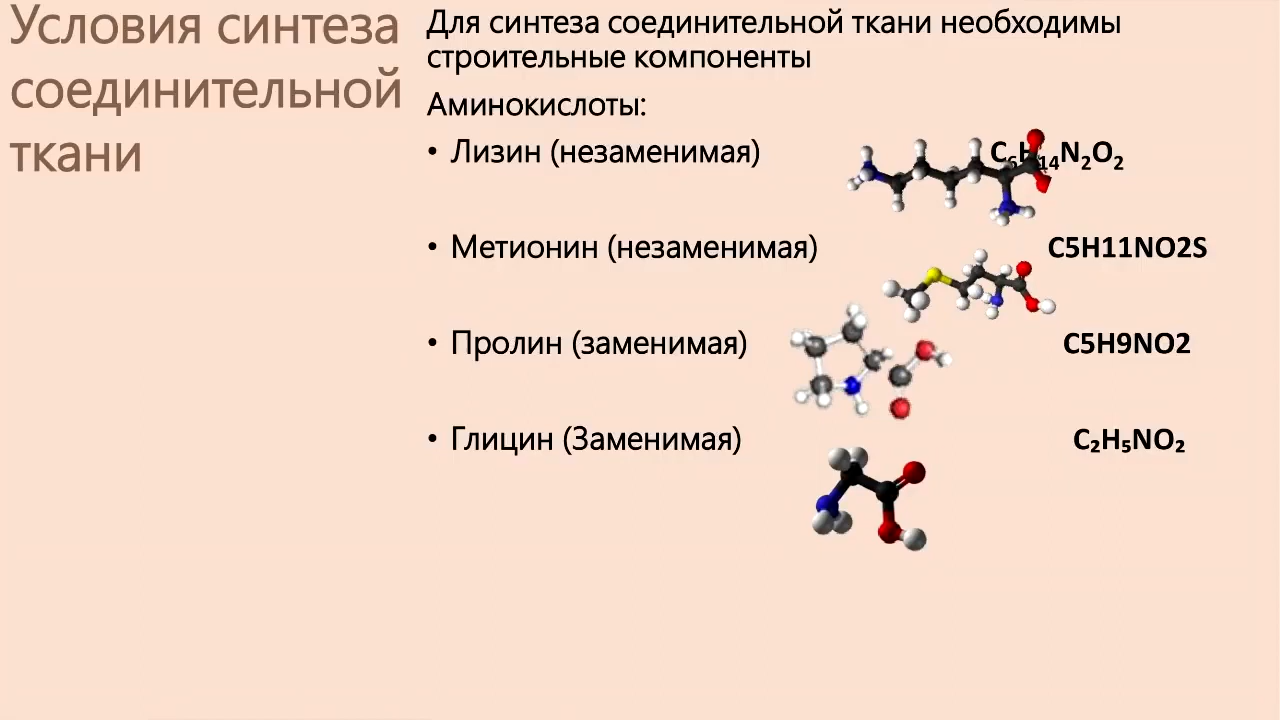 Условия синтеза
соединительной
ткани
Для синтеза соединительной ткани необходимы
строительные компоненты
Аминокислоты:
• Лизин (незаменимая) C₆H₁₄N₂O₂
• Метионин (незаменимая) C5H11NO2S
• Пролин (заменимая) C5H9NO2
• Глицин (Заменимая) C₂H₅NO₂